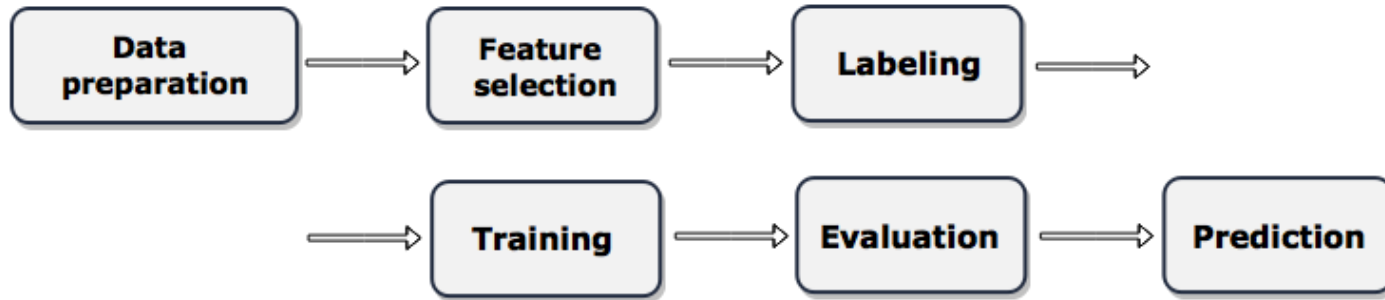 Data
preparation
Feature
selection
Labeling
Training
Evaluation
Prediction